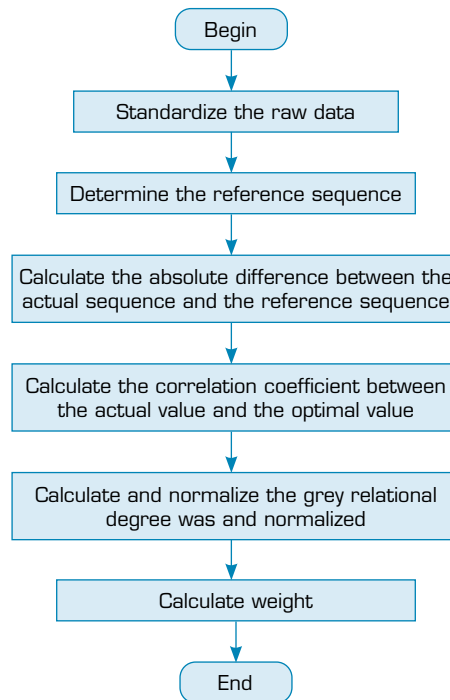 Begin
Standardize the raw data
Determine the reference sequence
Calculate the absolute difference between the
actual sequence and the reference sequence
Calculate the correlation coefficient between
the actual value and the optimal value
Calculate and normalize the grey relational
degree was and normalized
Calculate weight
End